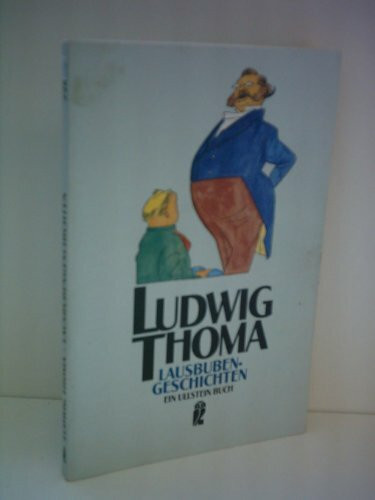 LUDWIG
THOMA
LAUSBUBEN-
GESCHICHTEN
EIN ULLSTEIN BUCH